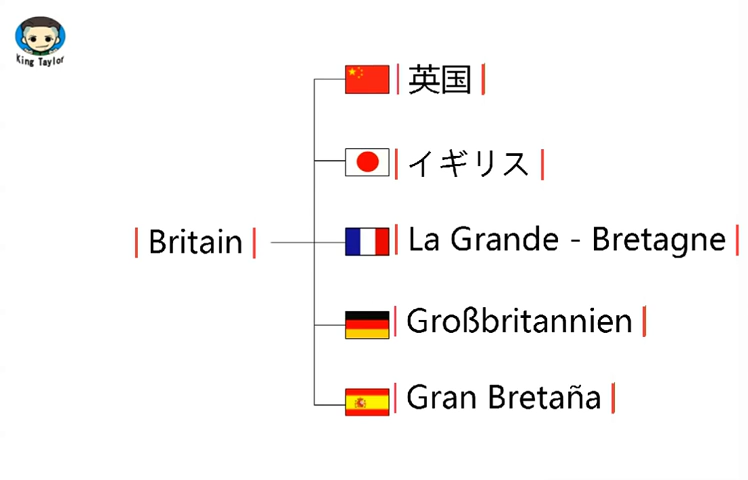 King Taylor
英国
イギリス
La Grande - Bretagne
Britain
Großbritannien
Gran Bretaña